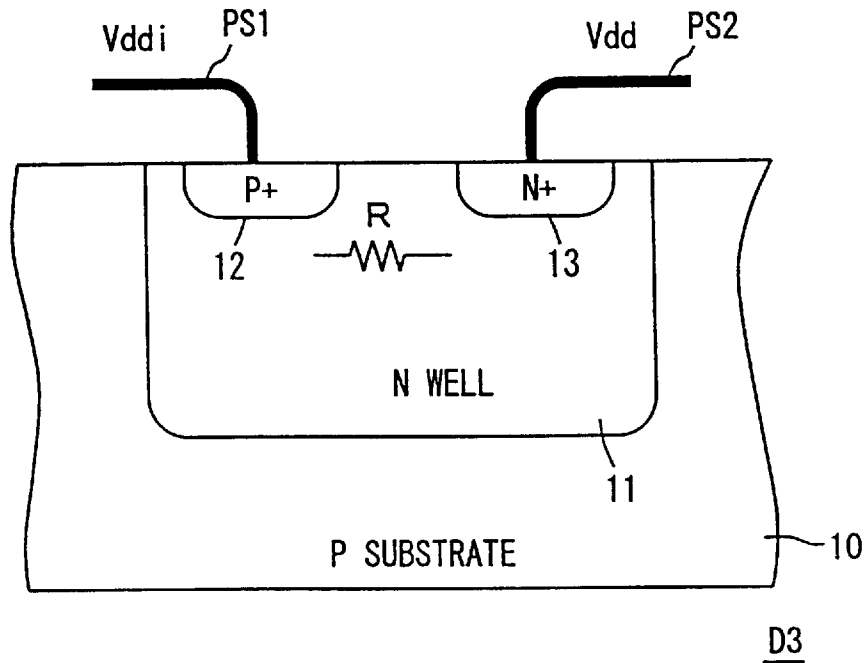 Vddi PS1 Vdd PS2
P+ N+
12 R 13
N WELL
11
P SUBSTRATE 10
D3